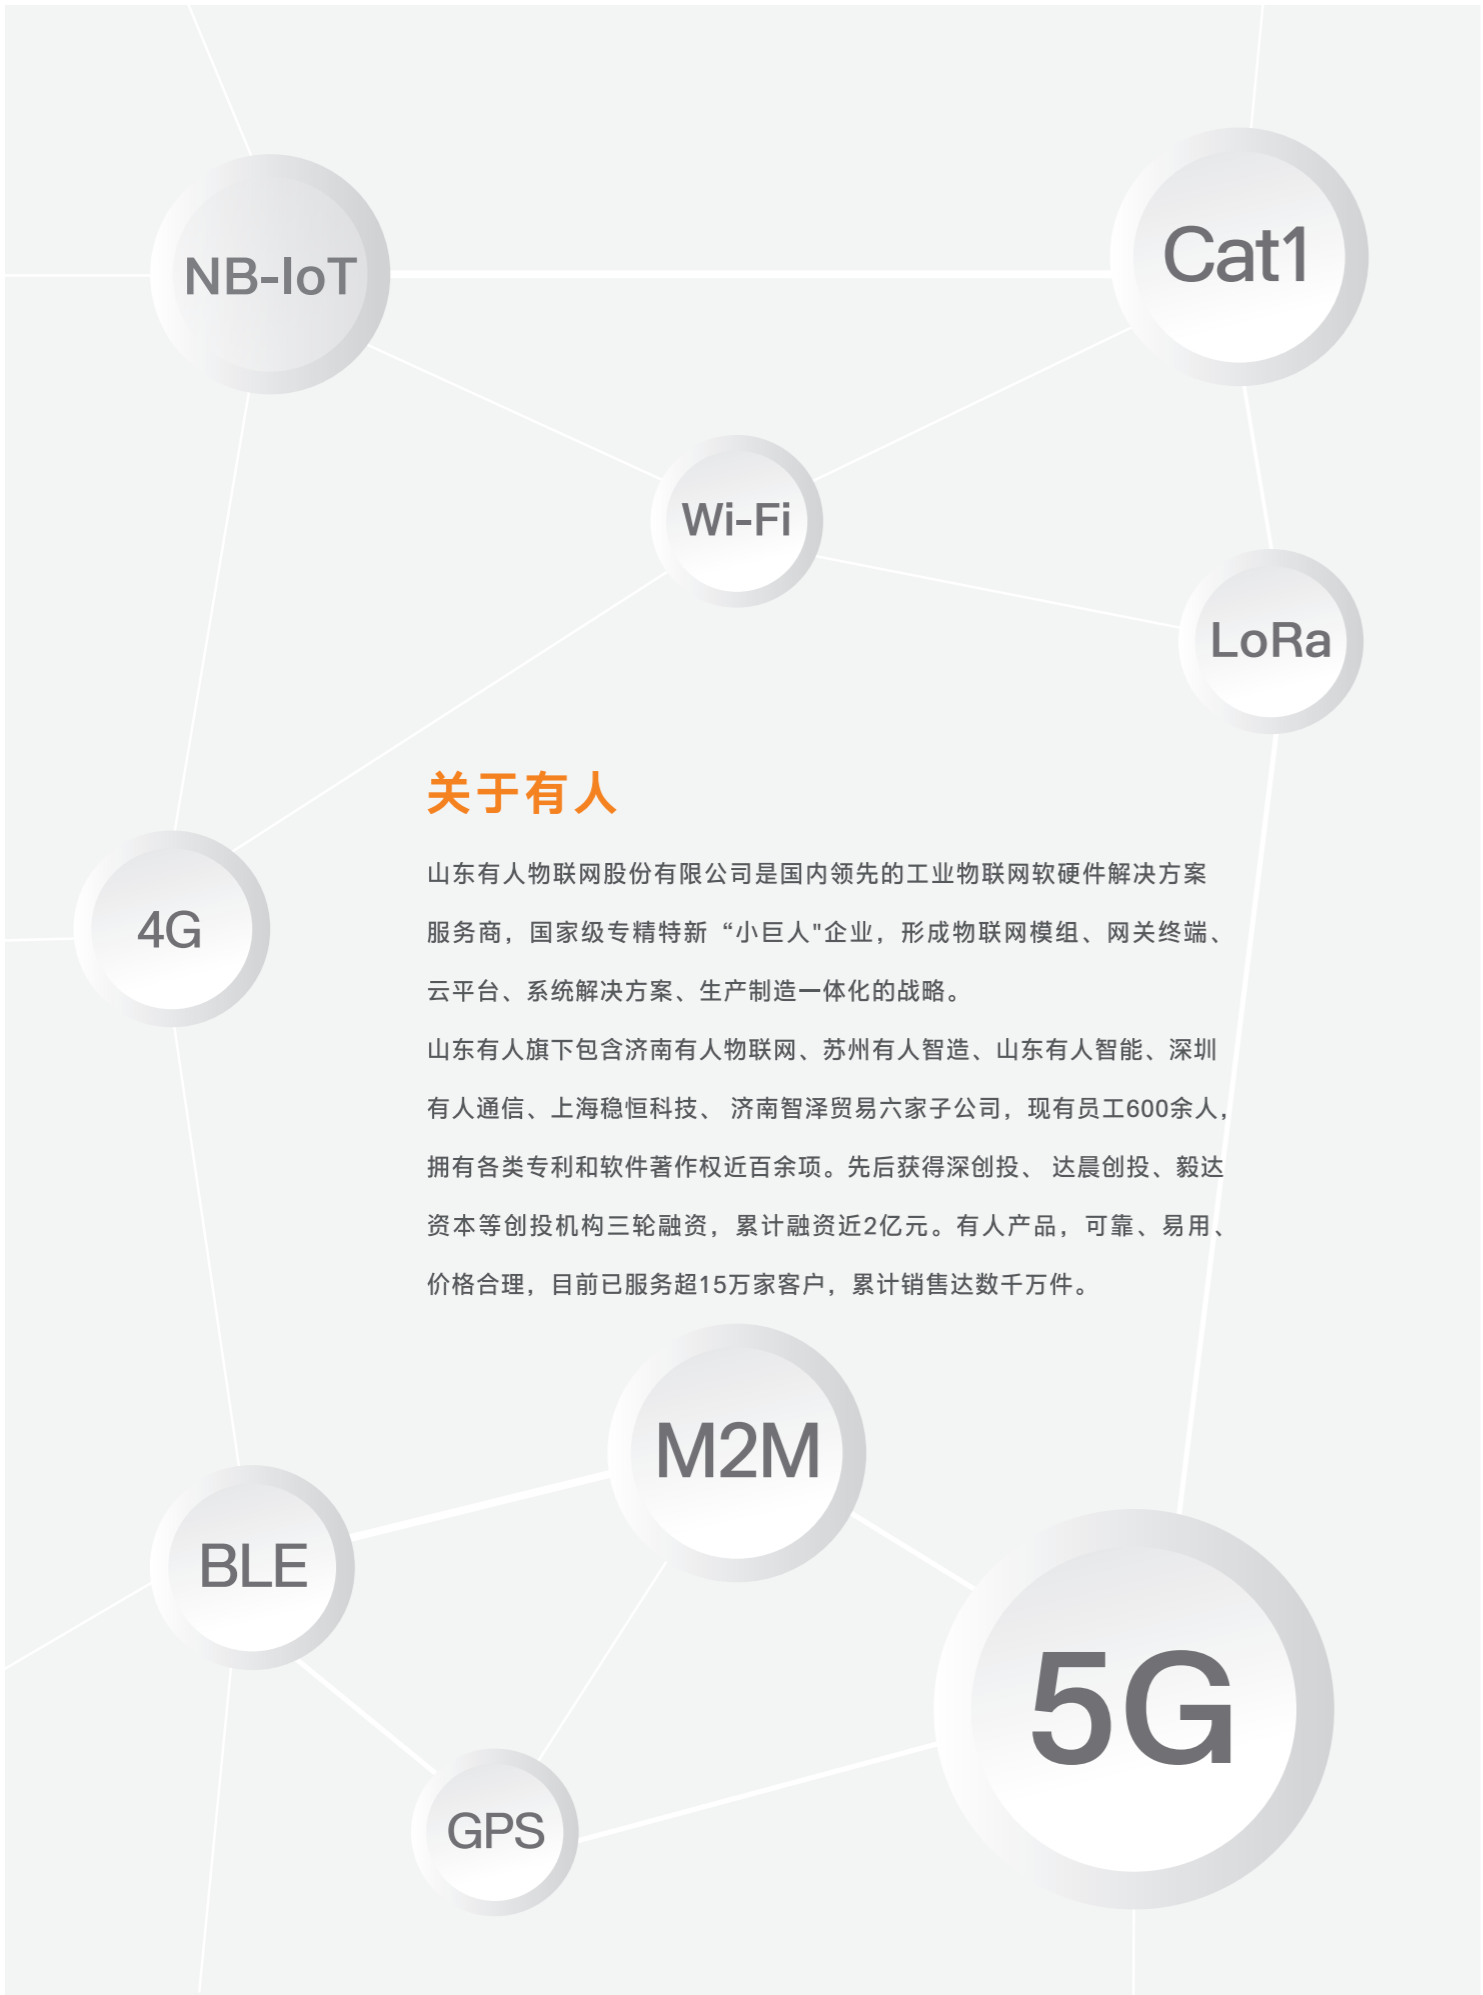 NB-IoT
Cat1
Wi-Fi
LoRa
关于有人
山东有人物联网股份有限公司是国内领先的工业物联网软硬件解决方案
服务商，国家级专精特新“小巨人"企业，形成物联网模组、网关终端、
云平台、系统解决方案、生产制造一体化的战略。
山东有人旗下包含济南有人物联网、苏州有人智造、山东有人智能、深圳
有人通信、上海稳恒科技、 济南智泽贸易六家子公司，现有员工600余人，
拥有各类专利和软件著作权近百余项。先后获得深创投、 达晨创投、毅达
资本等创投机构三轮融资，累计融资近2亿元。有人产品，可靠、易用、
价格合理，目前已服务超15万家客户，累计销售达数千万件。
4G
M2M
BLE
5G
GPS